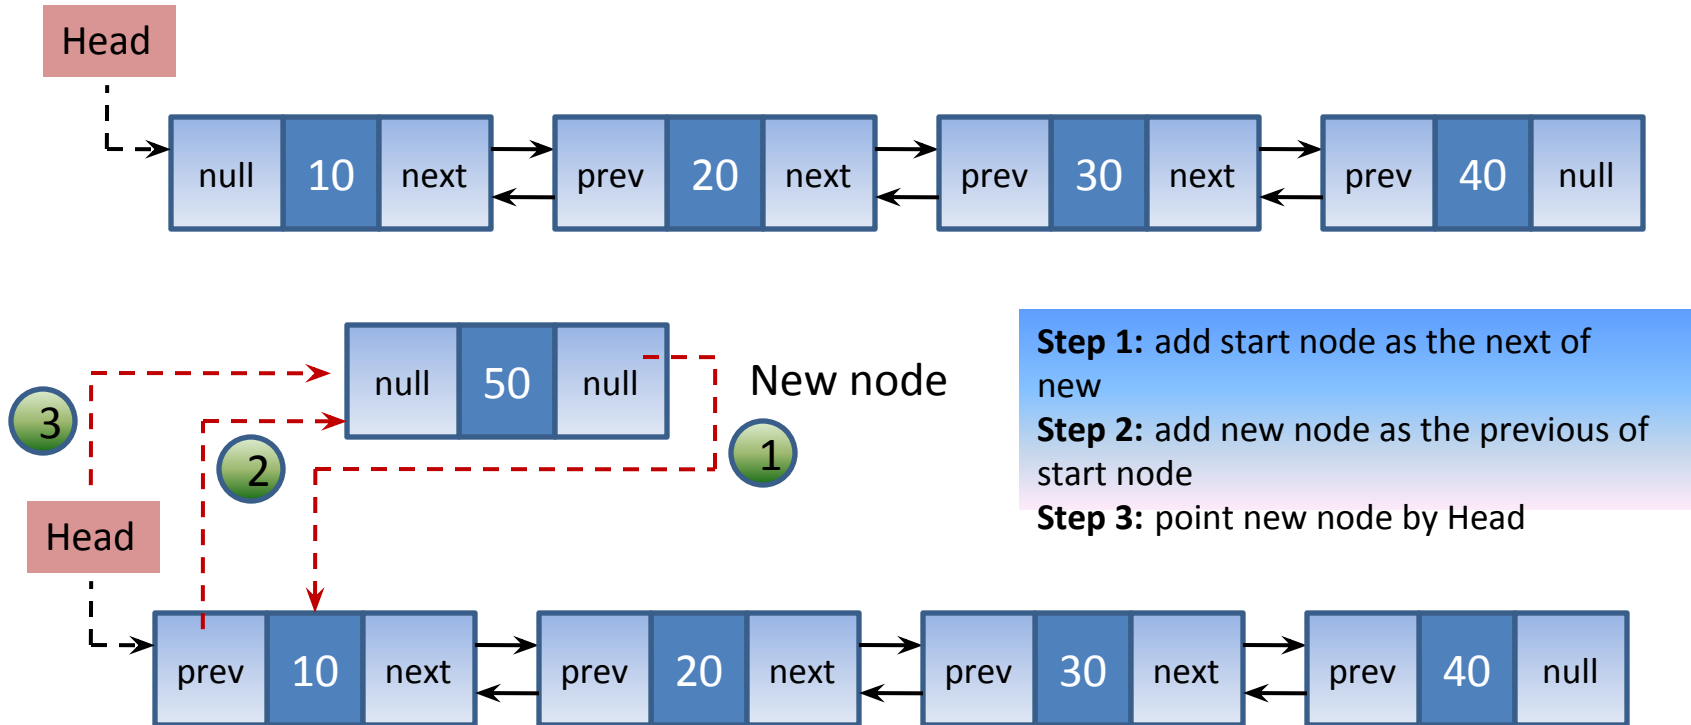 Head
null 10 next prev 20 next prev 30 next prev 40 null
null 50 null New node
Step 1: add start node as the next of
new
Step 2: add new node as the previous of
start node
Step 3: point new node by Head
3
2
1
Head
prev 10 next prev 20 next prev 30 next prev 40 null